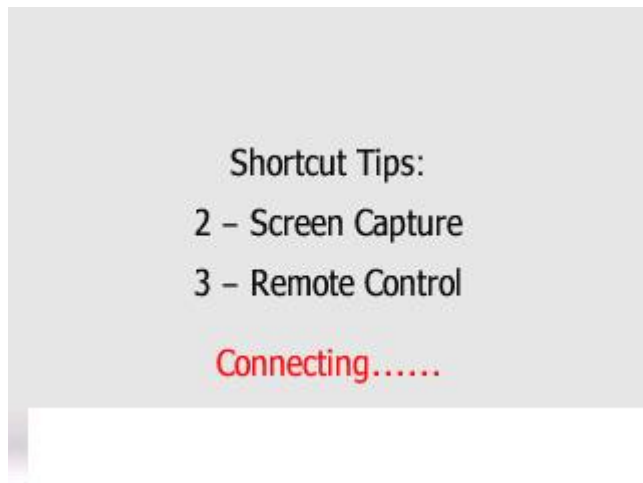 Shortcut Tips:
2 – Screen Capture
3 – Remote Control
Connecting......